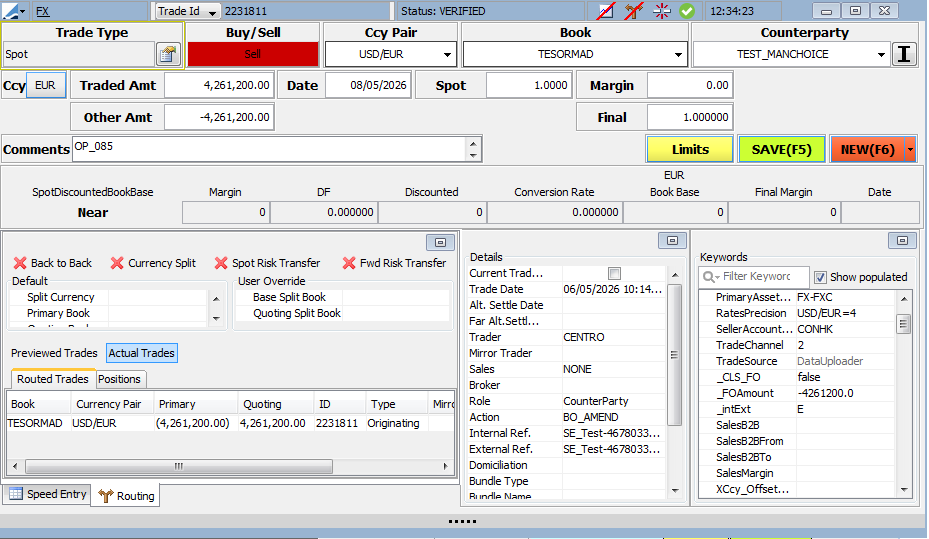 FX Trade Id 2231811 Status: VERIFIED 12:34:23
Trade Type Buy/Sell Ccy Pair Book Counterparty
Spot Sell USD/EUR TESORMAD TEST_MANCHOICE
Ccy EUR Traded Amt 4,261,200.00 Date 08/05/2026 Spot 1.0000 Margin 0.00
Other Amt -4,261,200.00 Final 1.000000
Comments OP_085 Limits SAVE(F5) NEW(F6)
EUR
SpotDiscountedBookBase Margin DF Discounted Conversion Rate Book Base Final Margin Date
Near 0 0.000000 0 0.000000 0 0
Back to Back Currency Split Spot Risk Transfer Fwd Risk Transfer
Default User Override
Split Currency Base Split Book
Primary Book Quoting Split Book
Previewed Trades Actual Trades
Routed Trades Positions
Book Currency Pair Primary Quoting ID Type Mirro
TESORMAD USD/EUR (4,261,200.00) 4,261,200.00 2231811 Originating
Speed Entry Routing
Details
Current Trad...
Trade Date 06/05/2026 10:14...
Alt. Settle Date
Far Alt.Settl...
Trader CENTRO
Mirror Trader
Sales NONE
Broker
Role CounterParty
Action BO_AMEND
Internal Ref. SE_Test-4678033...
External Ref. SE_Test-4678033...
Domiciliation
Bundle Type
Bundle Name
Keywords
Filter Keyword Show populated
PrimaryAsset... FX-FXC
RatesPrecision USD/EUR=4
SellerAccount... CONHK
TradeChannel 2
TradeSource DataUploader
_CLS_FO false
_FOAmount -4261200.0
_intExt E
SalesB2B
SalesB2BFrom
SalesB2BTo
SalesMargin
XCcy_Offset...